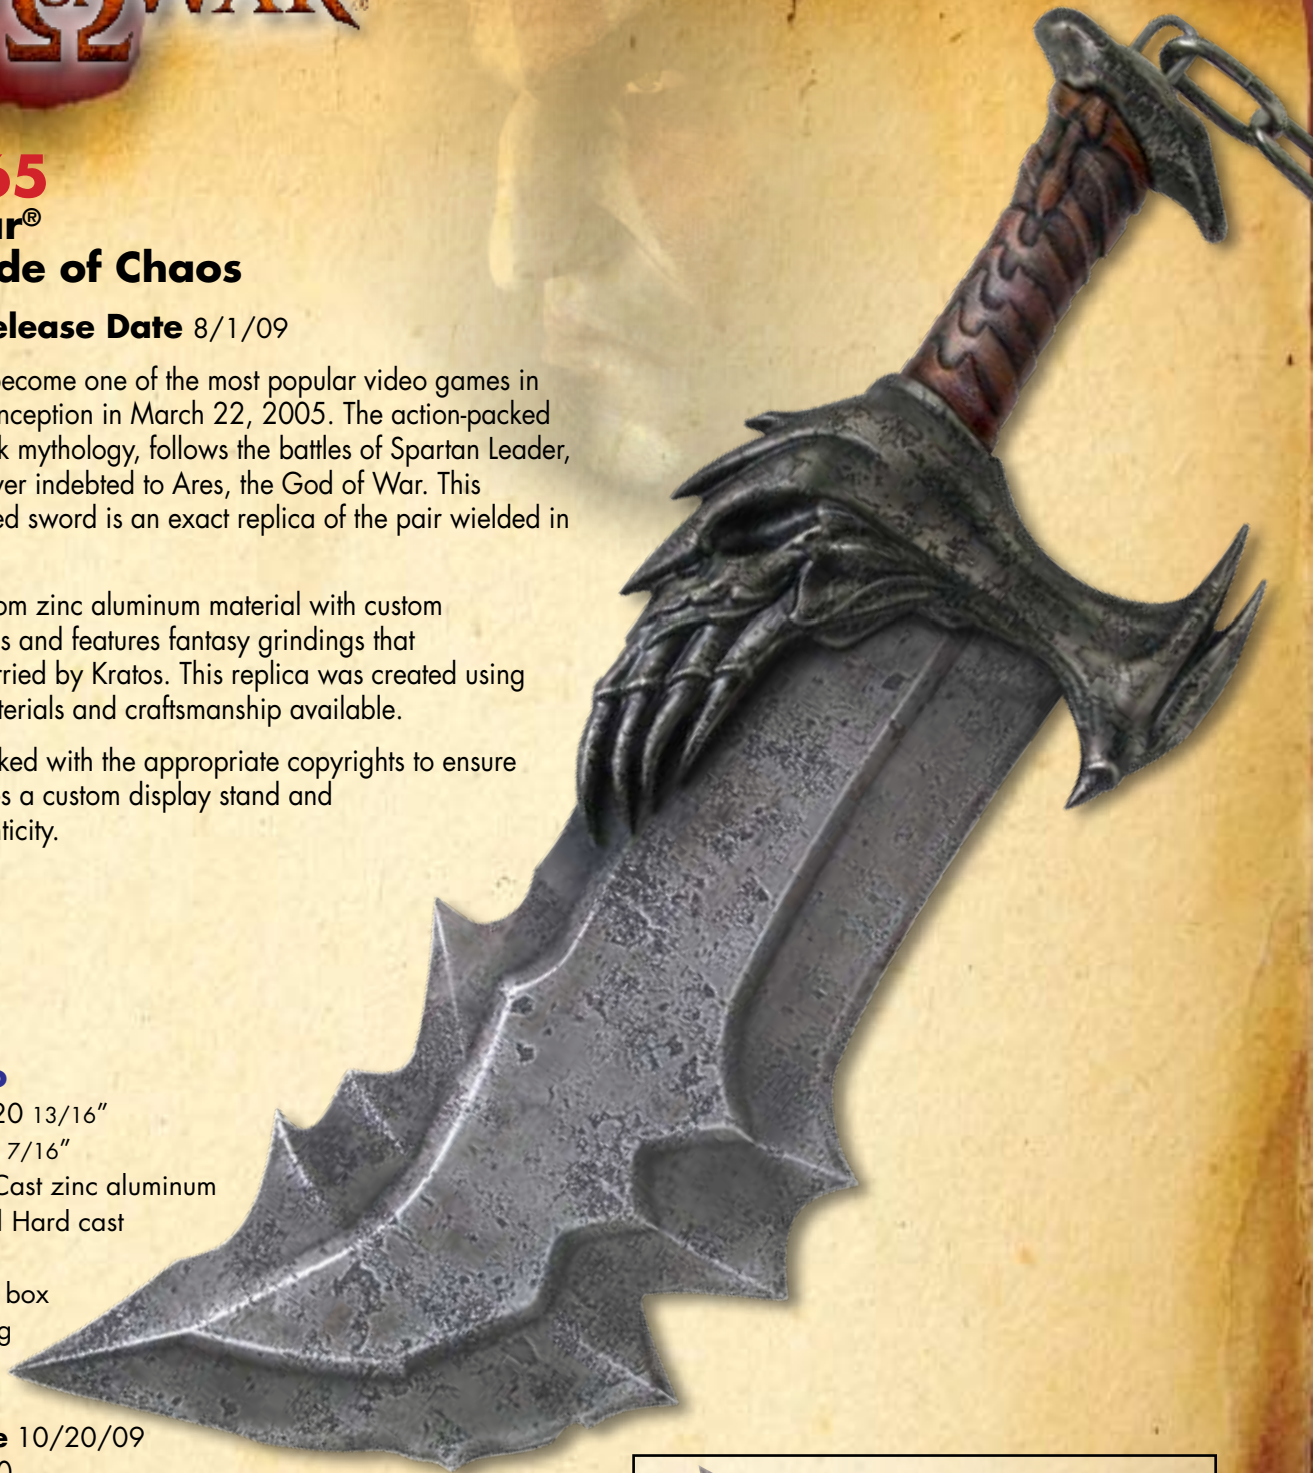 WAR
65
ar®
de of Chaos
elease Date 8/1/09
become one of the most popular video games in
nception in March 22, 2005. The action-packed
k mythology, follows the battles of Spartan Leader,
ver indebted to Ares, the God of War. This
ed sword is an exact replica of the pair wielded in
om zinc aluminum material with custom
s and features fantasy grindings that
rried by Kratos. This replica was created using
terials and craftsmanship available.
ked with the appropriate copyrights to ensure
s a custom display stand and
ticity.
20 13/16"
7/16"
Cast zinc aluminum
Hard cast
box
g
e 10/20/09